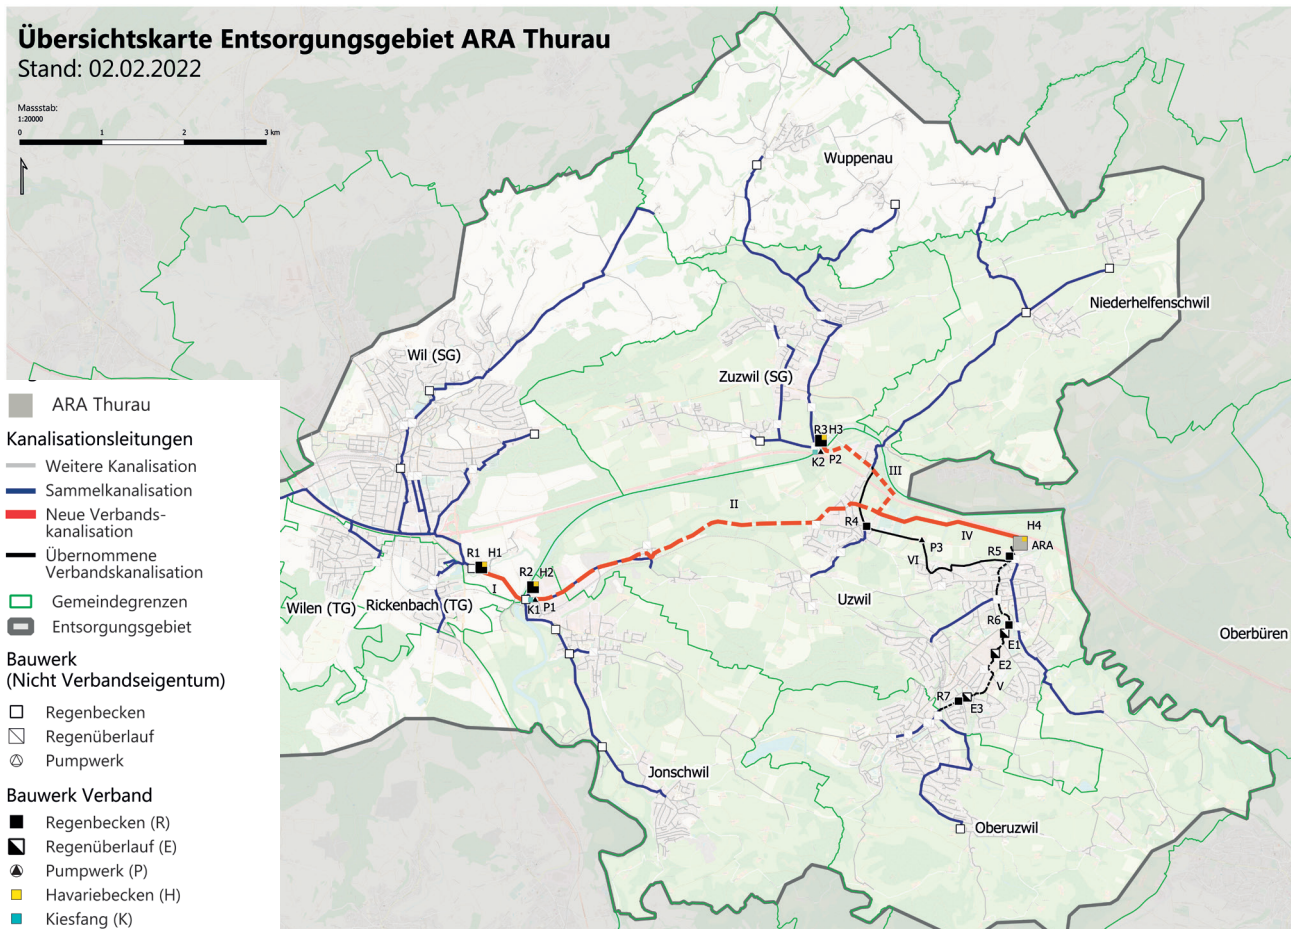 Übersichtskarte Entsorgungsgebiet ARA Thurau
Stand: 02.02.2022
Massstab:
1:20000
0 1 2 3 km
Wuppenau
Niederhelfenschwil
Wil (SG)
Zuzwil (SG)
R3 H3
K2 P2
III
II
R4
IV
H4
ARA
R5
P3
VI
R1 H1
R2 H2
I
K1 P1
Wilen (TG)
Rickenbach (TG)
Uzwil
R6
E1
E2
V
R7
E3
Oberbüren
Jonschwil
Oberuzwil
ARA Thurau
Kanalisationsleitungen
Weitere Kanalisation
Sammelkanalisation
Neue Verbands-
kanalisation
Übernommene
Verbandskanalisation
Gemeindegrenzen
Entsorgungsgebiet
Bauwerk
(Nicht Verbandseigentum)
Regenbecken
Regenüberlauf
Pumpwerk
Bauwerk Verband
Regenbecken (R)
Regenüberlauf (E)
Pumpwerk (P)
Havariebecken (H)
Kiesfang (K)